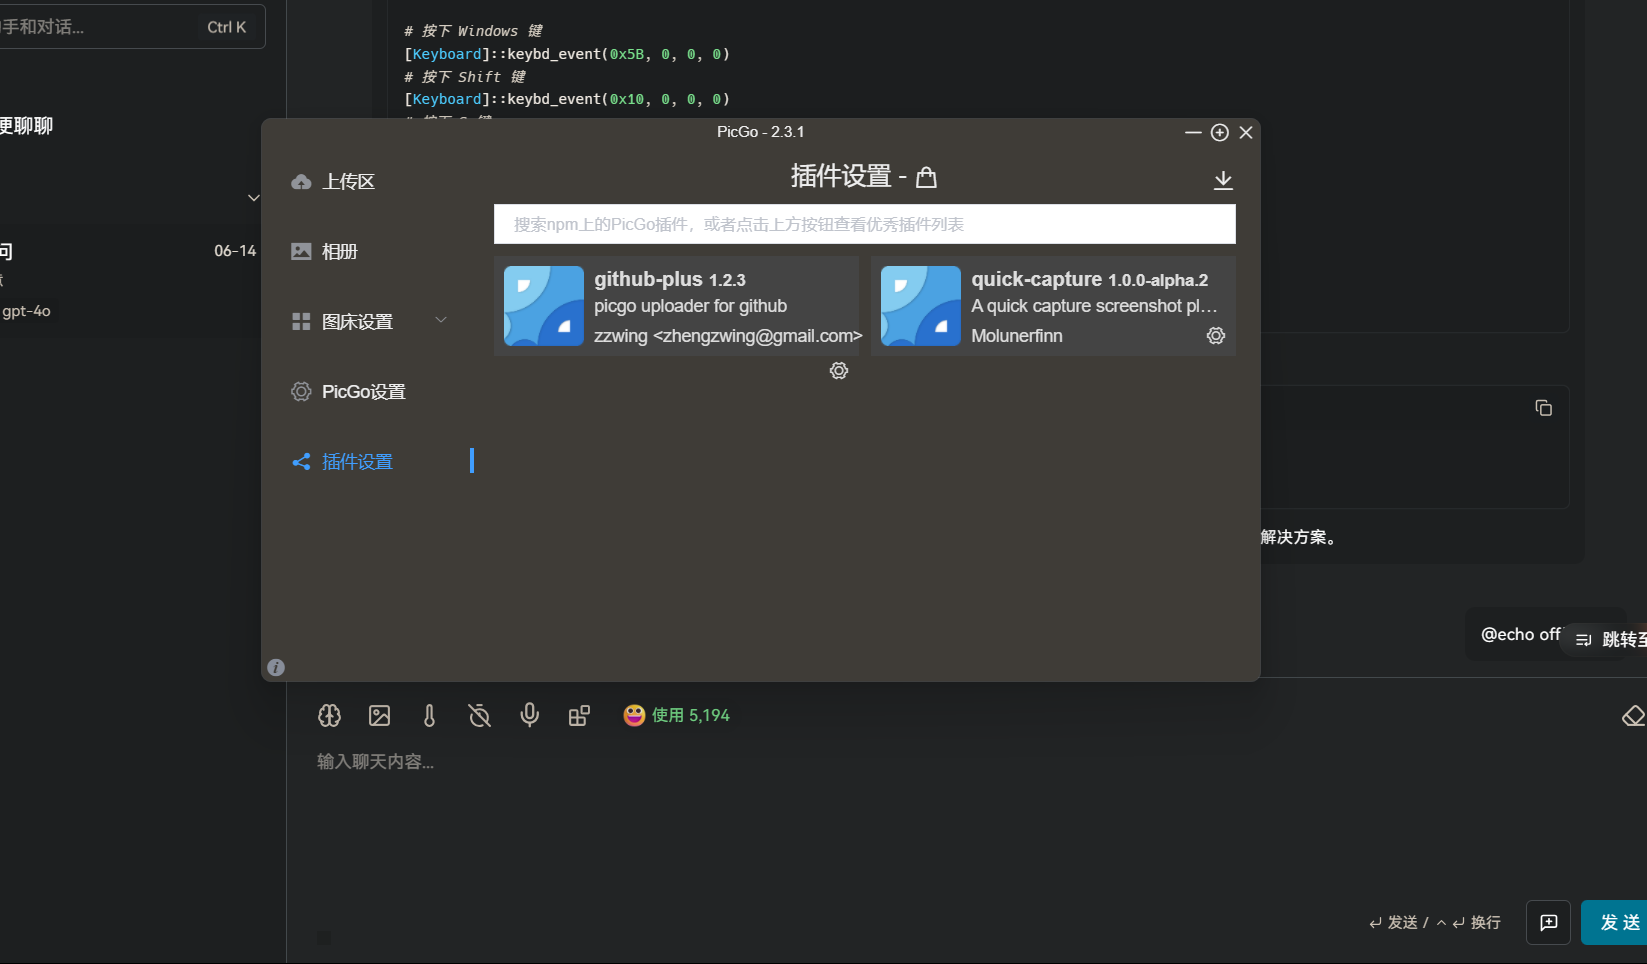 手和对话...
Ctrl K
便聊聊
06-14
gpt-4o
# 按下 Windows 键
[Keyboard]::keybd_event(0x5B, 0, 0, 0)
# 按下 Shift 键
[Keyboard]::keybd_event(0x10, 0, 0, 0)
PicGo - 2.3.1
上传区
相册
图床设置
PicGo设置
插件设置
插件设置 -
搜索npm上的PicGo插件，或者点击上方按钮查看优秀插件列表
github-plus 1.2.3
picgo uploader for github
zzwing <zhengzwing@gmail.com>
quick-capture 1.0.0-alpha.2
A quick capture screenshot pl…
Molunerfinn
解决方案。
@echo off
跳转至
使用 5,194
输入聊天内容...
发送 / ^ 换行
发 送